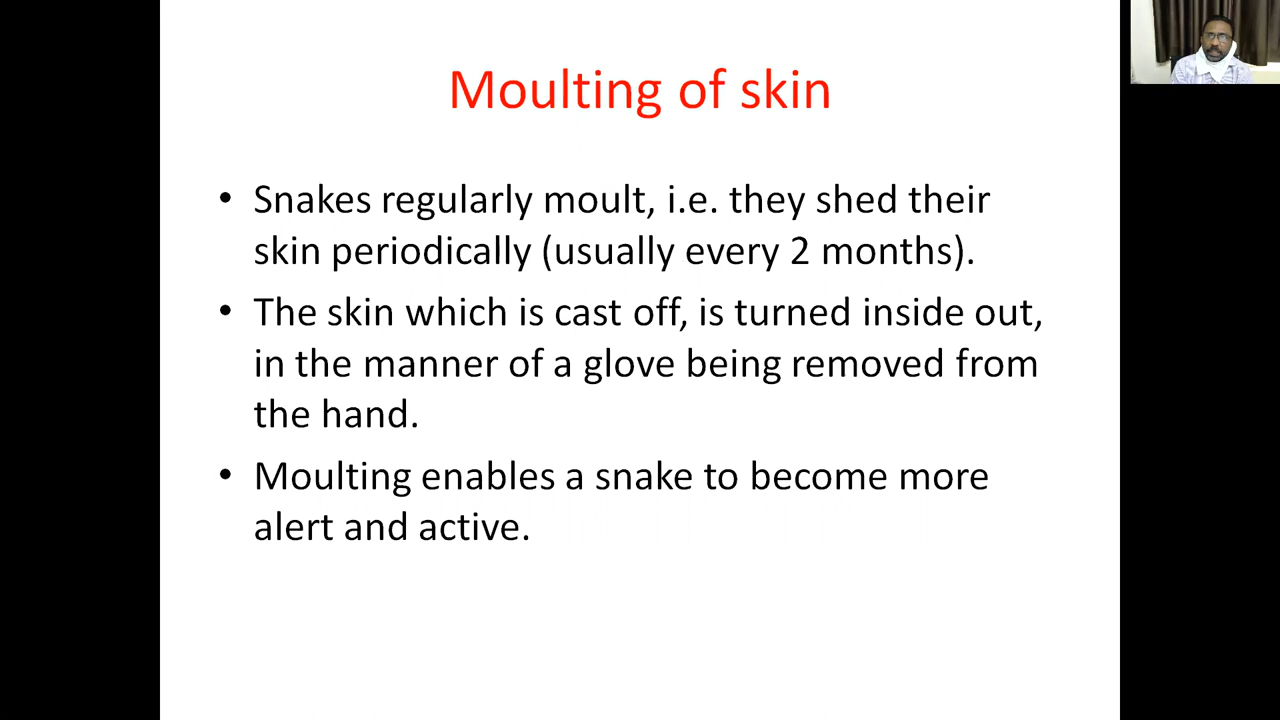 Moulting of skin
• Snakes regularly moult, i.e. they shed their
skin periodically (usually every 2 months).
• The skin which is cast off, is turned inside out,
in the manner of a glove being removed from
the hand.
• Moulting enables a snake to become more
alert and active.